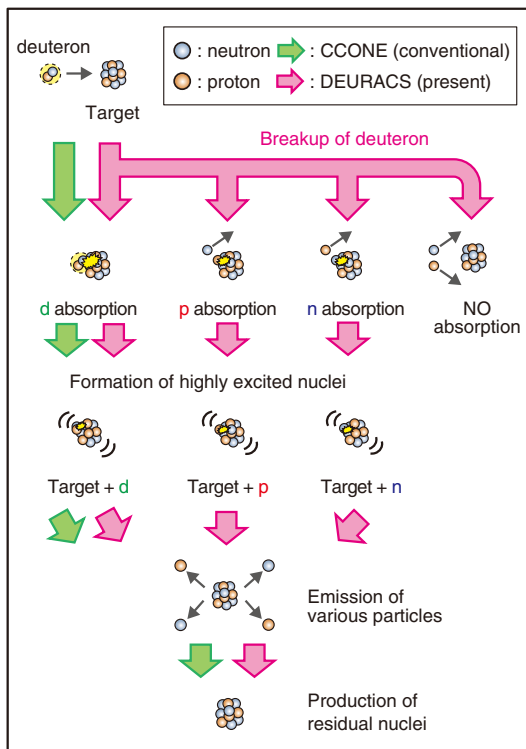 deuteron
Target
: neutron : CCONE (conventional)
: proton : DEURACS (present)
Breakup of deuteron
d absorption p absorption n absorption NO
absorption
Formation of highly excited nuclei
Target + d Target + p Target + n
Emission of
various particles
Production of
residual nuclei